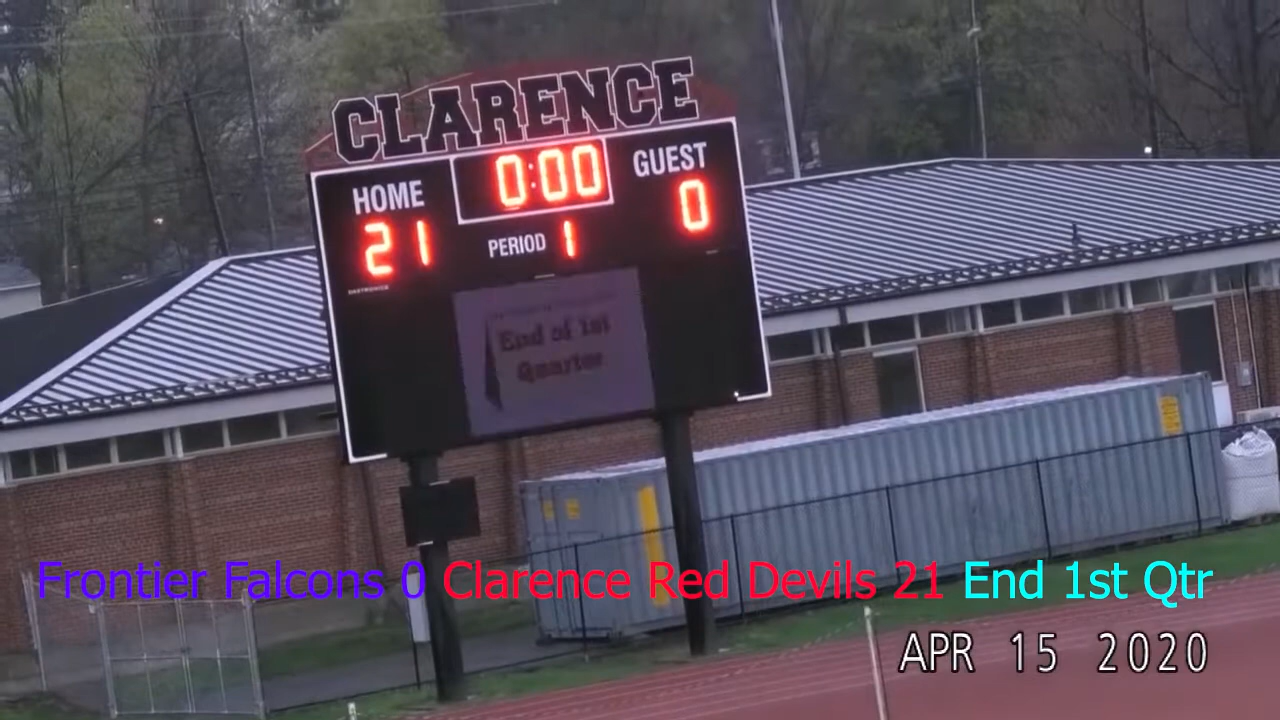 CLARENCE
HOME 0:00 GUEST
21 PERIOD 1 0
End of 1st
Quarter
Frontier Falcons 0 Clarence Red Devils 21 End 1st Qtr
APR 15 2020